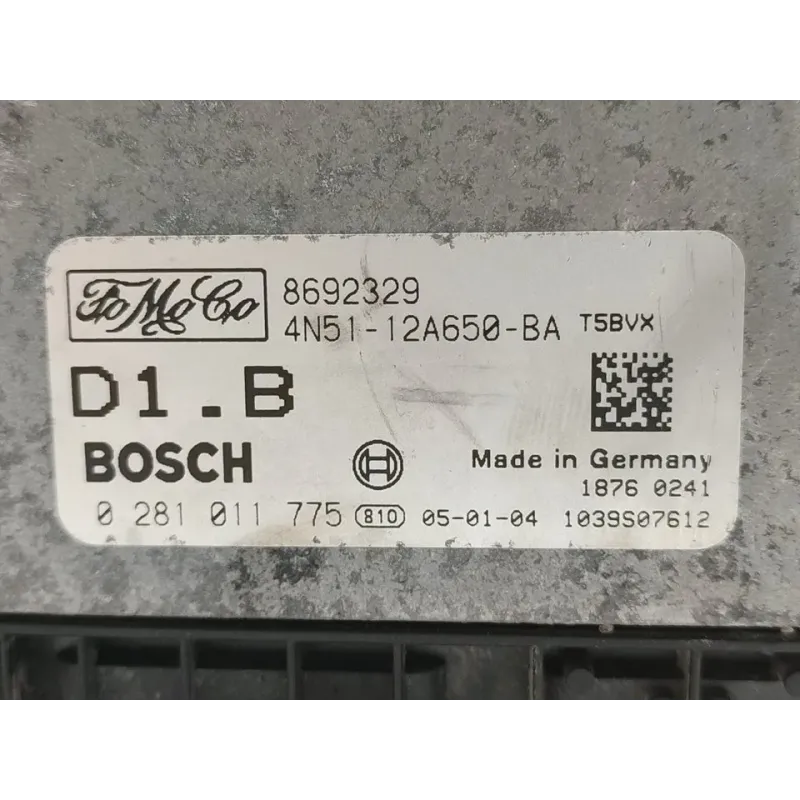 FoMoCo 8692329
4N51-12A650-BA T5BVX
D1.B
BOSCH Made in Germany
1876 0241
0 281 011 775 810 05-01-04 1039S07612